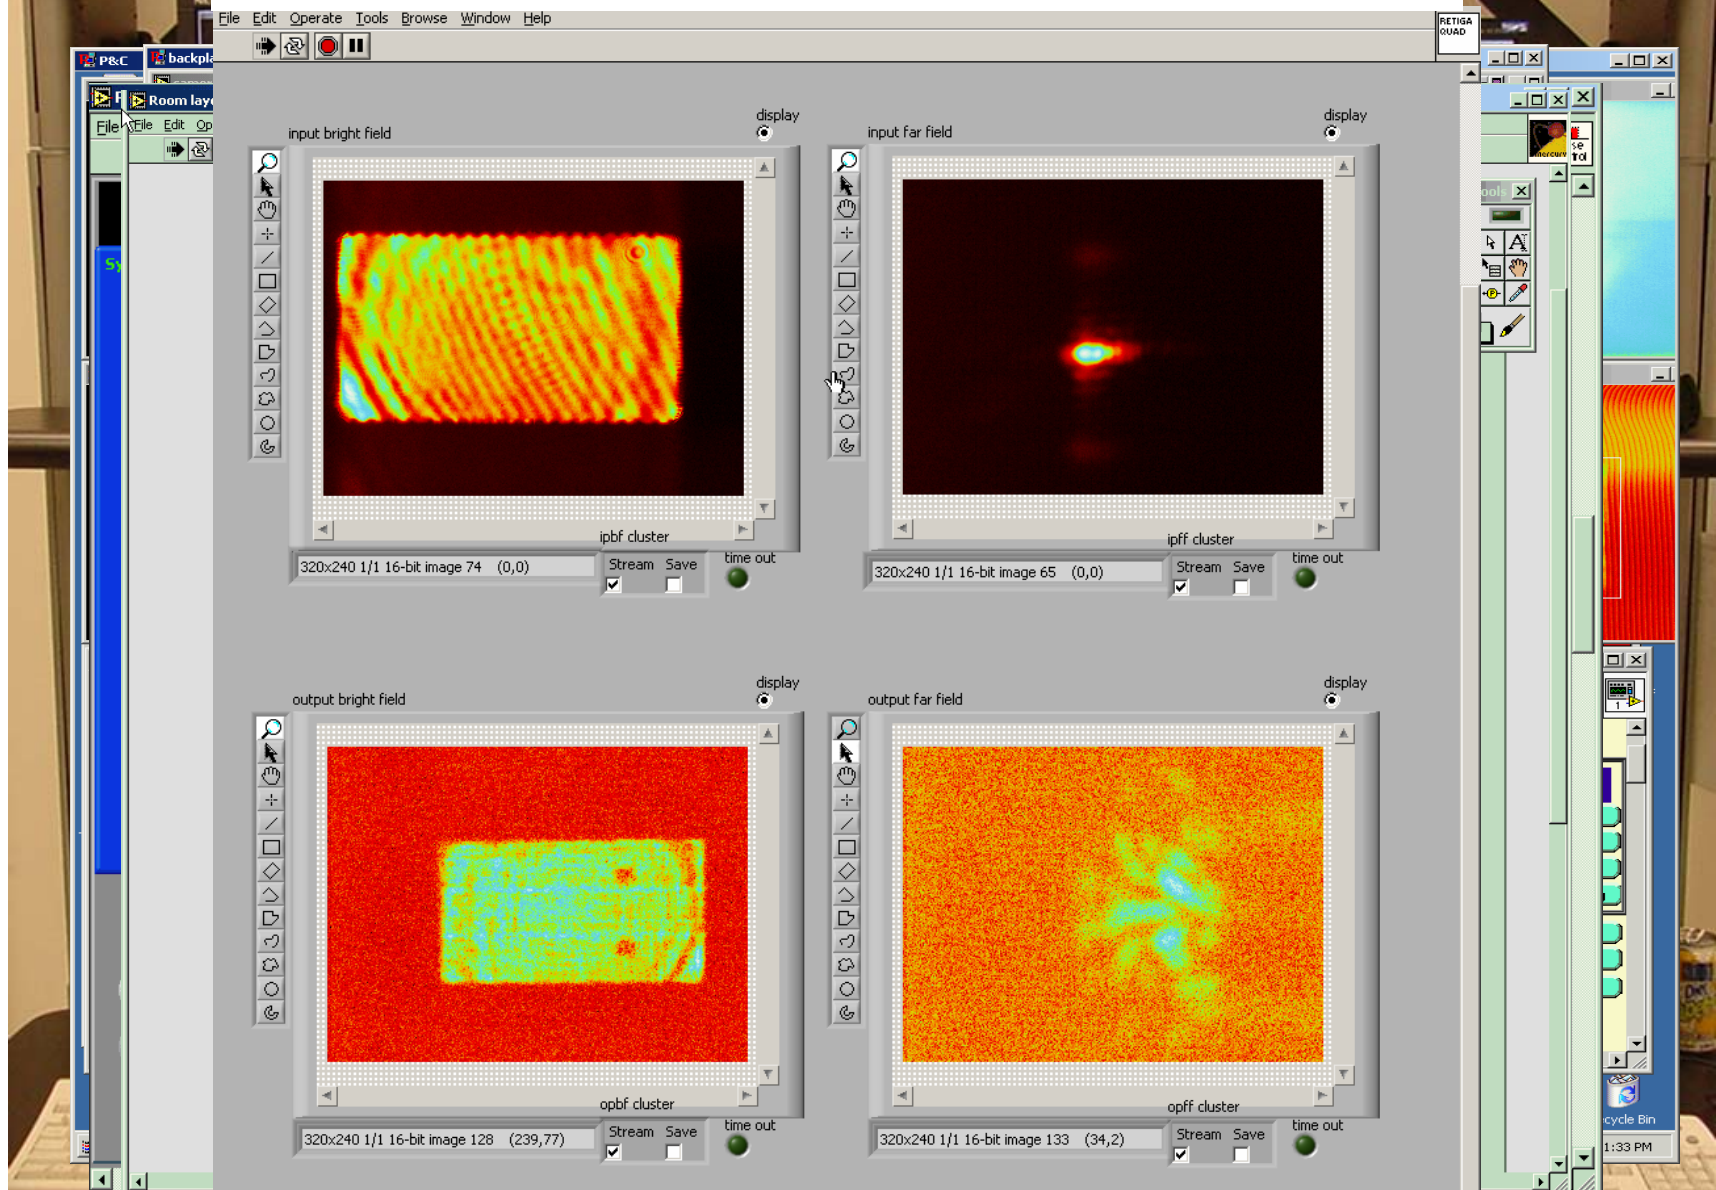 File Edit Operate Tools Browse Window Help
RETIGA
QUAD
P&C
backpla
Room lay
File
File Edit Op
mercury
ools
display
input bright field
display
input far field
ipbf cluster
320x240 1/1 16-bit image 74 (0,0)
Stream Save
time out
ipff cluster
320x240 1/1 16-bit image 65 (0,0)
Stream Save
time out
Sy
display
output bright field
display
output far field
opbf cluster
320x240 1/1 16-bit image 128 (239,77)
Stream Save
time out
opff cluster
320x240 1/1 16-bit image 133 (34,2)
Stream Save
time out
ecycle Bin
1:33 PM